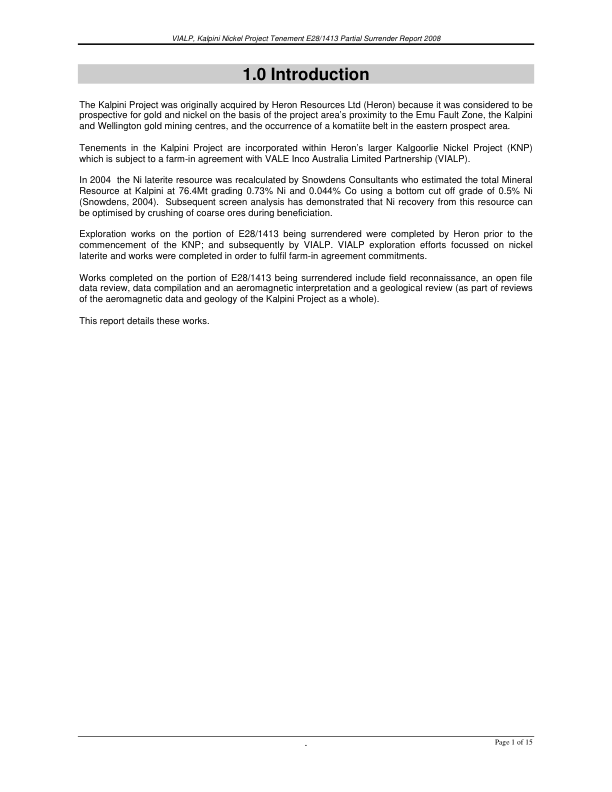 VIALP, Kalpini Nickel Project Tenement E28/1413 Partial Surrender Report 2008
1.0 Introduction
The Kalpini Project was originally acquired by Heron Resources Ltd (Heron) because it was considered to be
prospective for gold and nickel on the basis of the project area's proximity to the Emu Fault Zone, the Kalpini
and Wellington gold mining centres, and the occurrence of a komatiite belt in the eastern prospect area.
Tenements in the Kalpini Project are incorporated within Heron's larger Kalgoorlie Nickel Project (KNP)
which is subject to a farm-in agreement with VALE Inco Australia Limited Partnership (VIALP).
In 2004 the Ni laterite resource was recalculated by Snowdens Consultants who estimated the total Mineral
Resource at Kalpini at 76.4Mt grading 0.73% Ni and 0.044% Co using a bottom cut off grade of 0.5% Ni
(Snowdens, 2004). Subsequent screen analysis has demonstrated that Ni recovery from this resource can
be optimised by crushing of coarse ores during beneficiation.
Exploration works on the portion of E28/1413 being surrendered were completed by Heron prior to the
commencement of the KNP; and subsequently by VIALP. VIALP exploration efforts focussed on nickel
laterite and works were completed in order to fulfil farm-in agreement commitments.
Works completed on the portion of E28/1413 being surrendered include field reconnaissance, an open file
data review, data compilation and an aeromagnetic interpretation and a geological review (as part of reviews
of the aeromagnetic data and geology of the Kalpini Project as a whole).
This report details these works.
-
Page 1 of 15